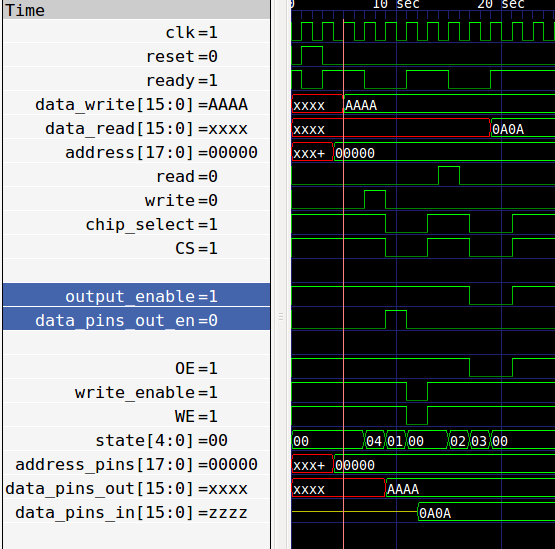 Time 0 10 sec 20 sec
clk=1
reset=0
ready=1
data_write[15:0]=AAAA xxxx AAAA
data_read[15:0]=xxxx xxxx 0A0A
address[17:0]=00000 xxx+ 00000
read=0
write=0
chip_select=1
CS=1
output_enable=1
data_pins_out_en=0
OE=1
write_enable=1
WE=1
state[4:0]=00 00 04 01 00 02 03 00
address_pins[17:0]=00000 xxx+ 00000
data_pins_out[15:0]=xxxx xxxx AAAA
data_pins_in[15:0]=zzzz 0A0A